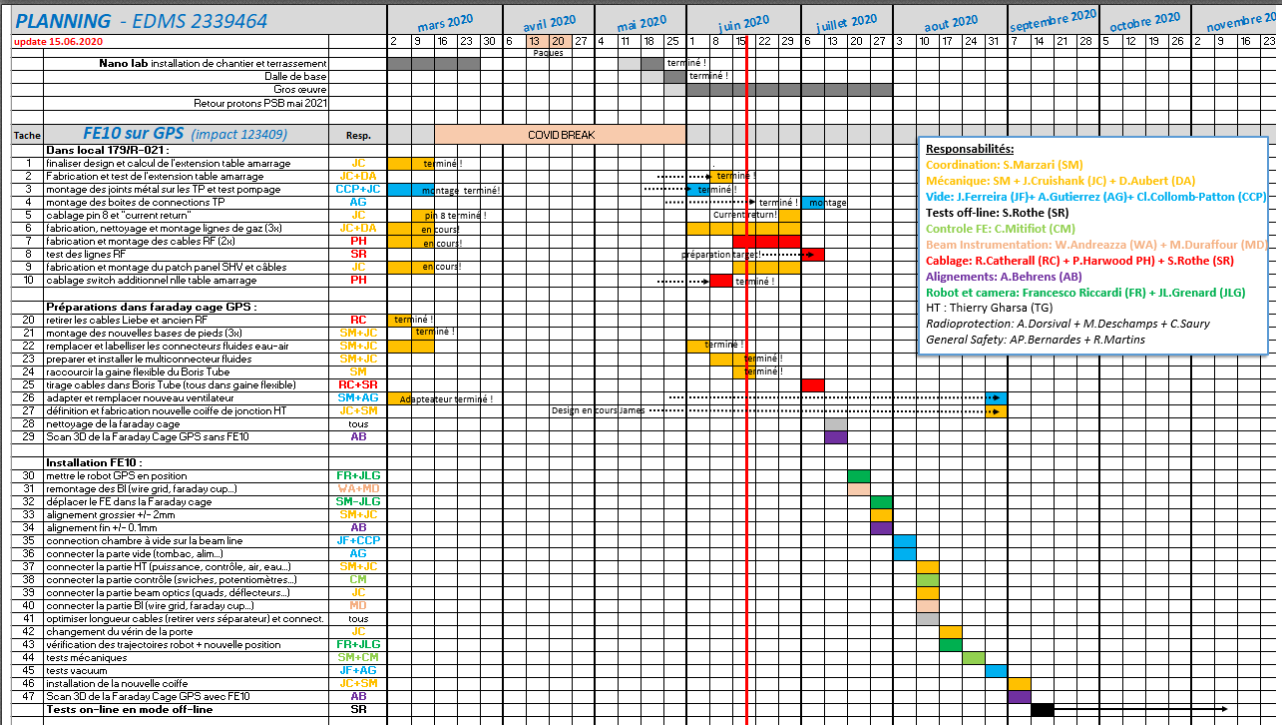 PLANNING - EDMS 2339464
mars 2020 avril 2020 mai 2020 juin 2020 juillet 2020 aout 2020 septembre 2020 octobre 2020 novembre 20
update 15.06.2020
2 9 16 23 30 6 13 20 27 4 11 18 25 1 8 15 22 29 6 13 20 27 3 10 17 24 31 7 14 21 28 5 12 19 26 2 9 16 23
Paques
Nano lab installation de chantier et terrassement terminé !
Dalle de base terminé !
Gros œuvre
Retour protons PSB mai 2021
Tache FE10 sur GPS (impact 123409) Resp. COVID BREAK
Dans local 179/R-021 :
1 finaliser design et calcul de l'extension table amarrage JC terminé !
2 Fabrication et test de l'extension table amarrage JC+DA terminé !
3 montage des joints métal sur les TP et test pompage CCP+JC montage terminé! terminé !
4 montage des boites de connections TP AG terminé ! montage
5 cablage pin 8 et "current return" JC pin 8 terminé ! Current return!
6 fabrication, nettoyage et montage lignes de gaz (3x) JC+DA en cours!
7 fabrication et montage des cables RF (2x) PH en cours!
8 test des lignes RF SR préparation target!
9 fabrication et montage du patch panel SHV et câbles JC en cours!
10 cablage switch additionnel nlle table amarrage PH terminé !
Préparations dans faraday cage GPS :
20 retirer les cables Liebe et ancien RF RC terminé !
21 montage des nouvelles bases de pieds (3x) SM+JC terminé !
22 remplacer et labelliser les connecteurs fluides eau-air SM+JC terminé !
23 preparer et installer le multiconnecteur fluides SM+JC terminé !
24 raccourcir la gaine flexible du Boris Tube SM terminé !
25 tirage cables dans Boris Tube (tous dans gaine flexible) RC+SR
26 adapter et remplacer nouveau ventilateur SM+AG Adapteateur terminé !
27 définition et fabrication nouvelle coiffe de jonction HT JC+SM Design en cours James
28 nettoyage de la faraday cage tous
29 Scan 3D de la Faraday Cage GPS sans FE10 AB
Installation FE10 :
30 mettre le robot GPS en position FR+JLG
31 remontage des BI (wire grid, faraday cup...) WA+MD
32 déplacer le FE dans la Faraday cage SM-JLG
33 alignement grossier +/- 2mm SM+JC
34 alignement fin +/- 0.1mm AB
35 connection chambre à vide sur la beam line JF+CCP
36 connecter la parte vide (tombac, alim...) AG
37 connecter la partie HT (puissance, contrôle, air, eau...) SM+JC
38 connecter la partie contrôle (swiches, potentiomètres...) CM
39 connecter la partie beam optics (quads, déflecteurs...) JC
40 connecter la partie BI (wire grid, faraday cup...) MD
41 optimiser longueur cables (retirer vers séparateur) et connect. tous
42 changement du vérin de la porte JC
43 vérification des trajectoires robot + nouvelle position FR+JLG
44 tests mécaniques SM+CM
45 tests vacuum JF+AG
46 installation de la nouvelle coiffe JC+SM
47 Scan 3D de la Faraday Cage GPS avec FE10 AB
Tests on-line en mode off-line SR
Responsabilités:
Coordination: S.Marzari (SM)
Mécanique: SM + J.Cruishank (JC) + D.Aubert (DA)
Vide: J.Ferreira (JF)+ A.Gutierrez (AG)+ Cl.Collomb-Patton (CCP)
Tests off-line: S.Rothe (SR)
Controle FE: C.Mitifiot (CM)
Beam Instrumentation: W.Andreazza (WA) + M.Duraffour (MD)
Cablage: R.Catherall (RC) + P.Harwood PH) + S.Rothe (SR)
Alignements: A.Behrens (AB)
Robot et camera: Francesco Riccardi (FR) + JL.Grenard (JLG)
HT : Thierry Gharsa (TG)
Radioprotection: A.Dorsival + M.Deschamps + C.Saury
General Safety: AP.Bernardes + R.Martins